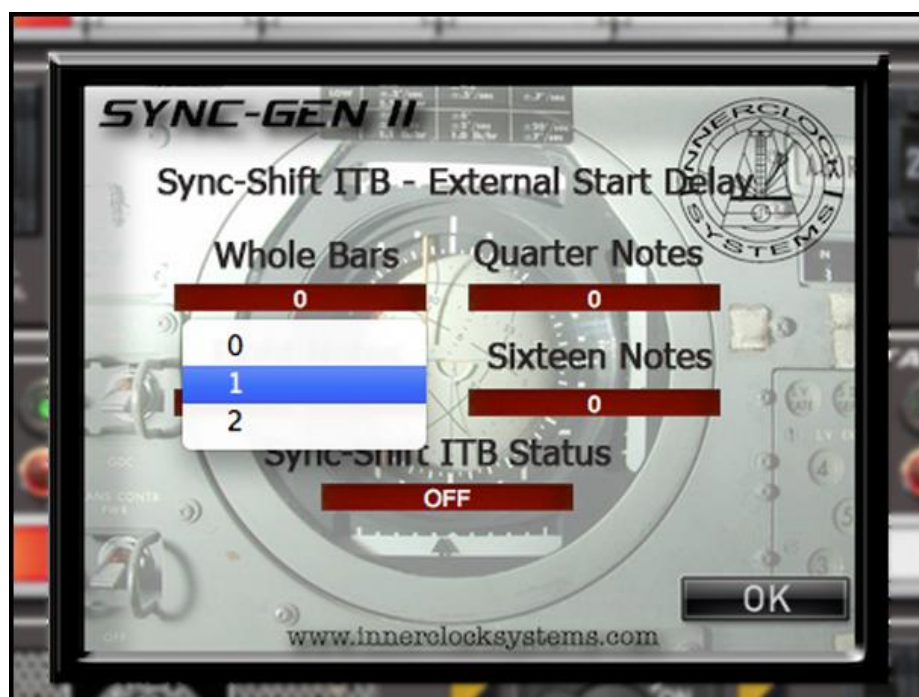 SYNC-GEN II
INNERCLOCK SYSTEMS
Sync-Shift ITB - External Start Delay
Whole Bars
Quarter Notes
0
0
0
1
2
Sixteen Notes
0
Sync-Shift ITB Status
OFF
OK
www.innerclocksystems.com